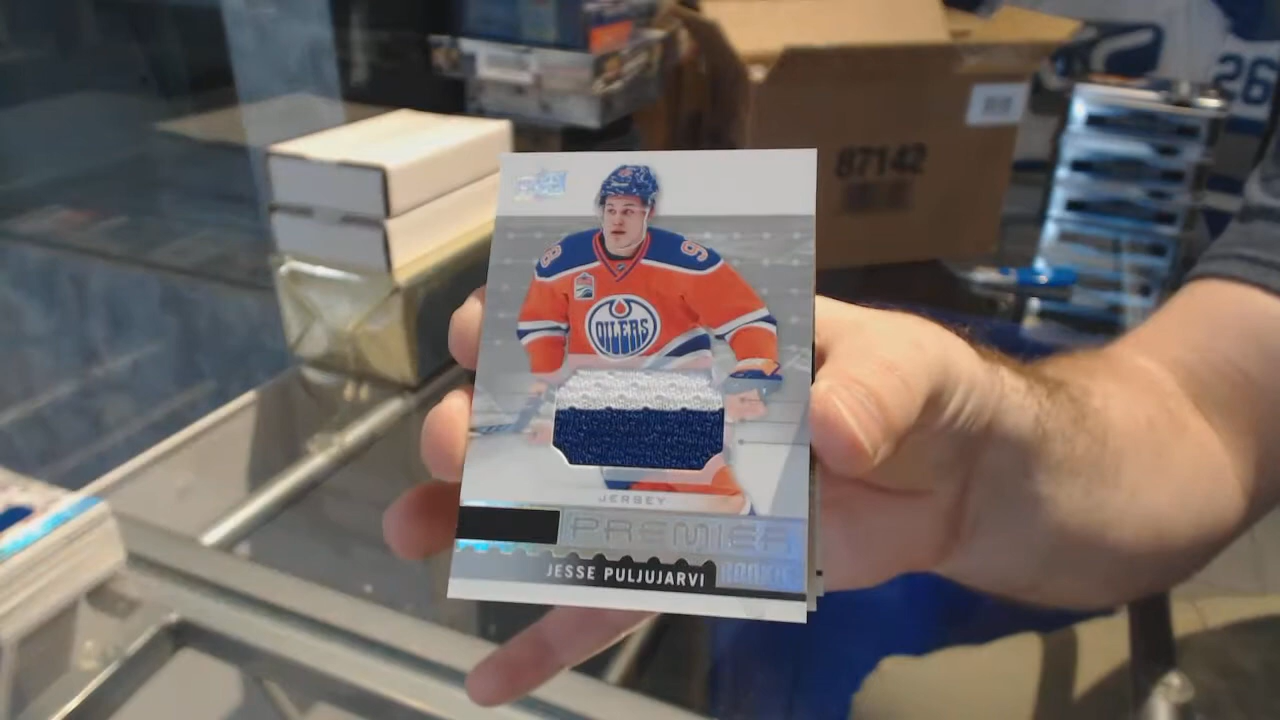 26
87142
98
OILERS
JERSEY
PREMIER
JESSE PULJUJARVI
ROOKIE